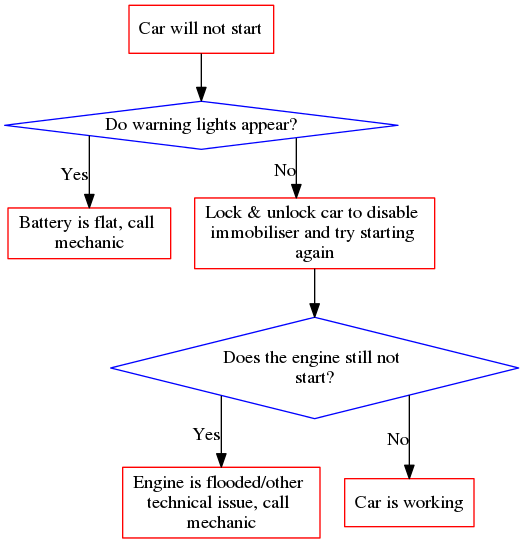 Car will not start
Do warning lights appear?
Yes
No
Battery is flat, call
mechanic
Lock & unlock car to disable
immobiliser and try starting
again
Does the engine still not
start?
Yes
No
Engine is flooded/other
technical issue, call
mechanic
Car is working